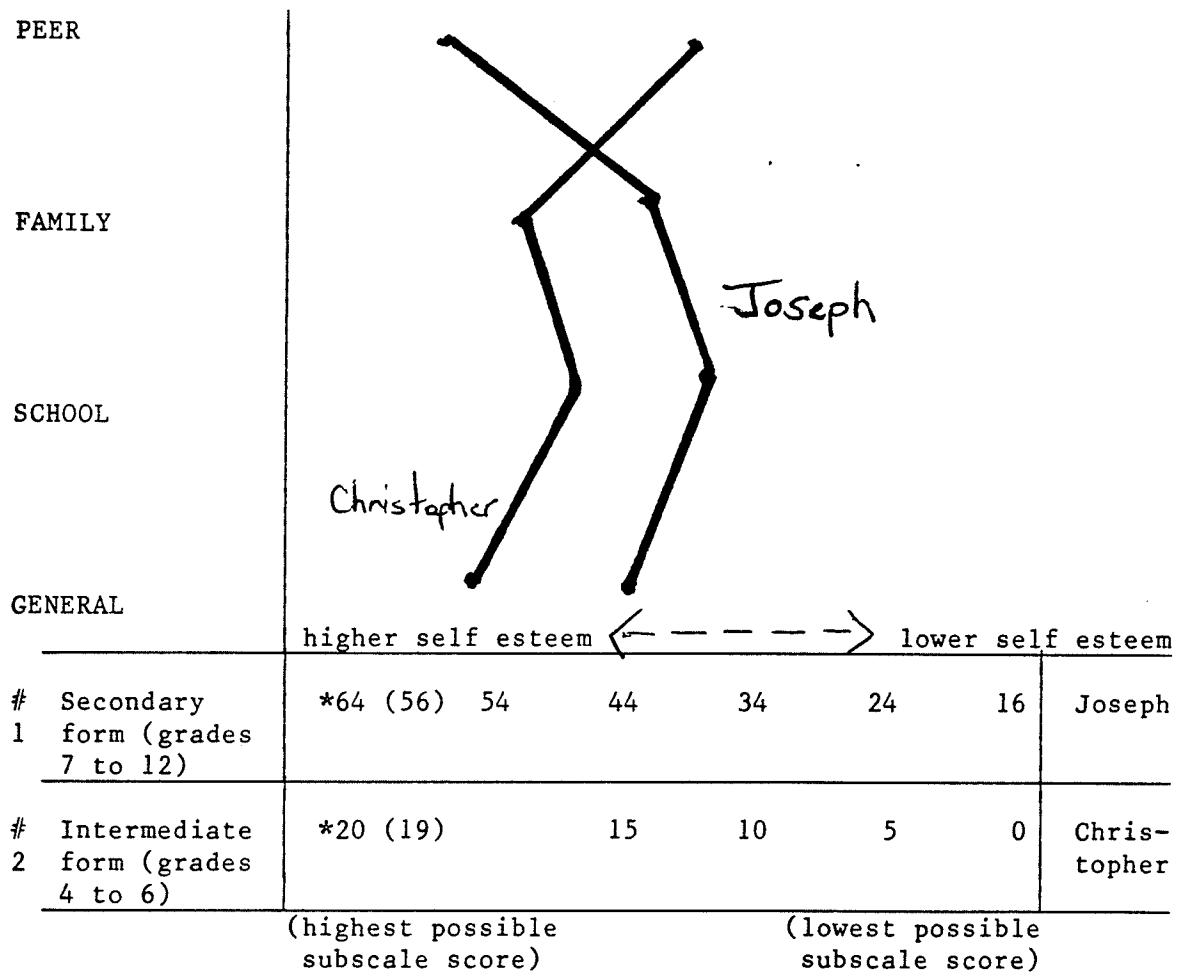 PEER
FAMILY
Joseph
SCHOOL
Christopher
GENERAL
higher self esteem <- - - -> lower self esteem
# Secondary *64 (56) 54 44 34 24 16 Joseph
1 form (grades
7 to 12)
# Intermediate *20 (19) 15 10 5 0 Chris-
2 form (grades topher
4 to 6)
(highest possible (lowest possible
subscale score) subscale score)